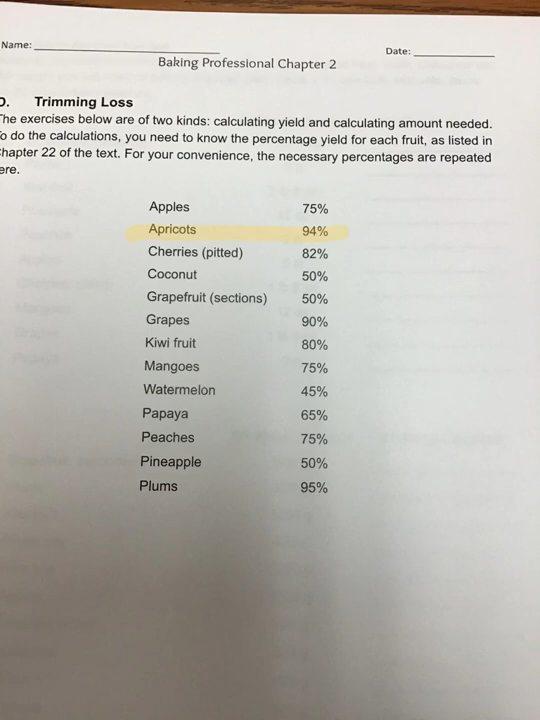 Name:
Date:
Baking Professional Chapter 2
D. Trimming Loss
The exercises below are of two kinds: calculating yield and calculating amount needed.
To do the calculations, you need to know the percentage yield for each fruit, as listed in
Chapter 22 of the text. For your convenience, the necessary percentages are repeated
here.
Apples 75%
Apricots 94%
Cherries (pitted) 82%
Coconut 50%
Grapefruit (sections) 50%
Grapes 90%
Kiwi fruit 80%
Mangoes 75%
Watermelon 45%
Papaya 65%
Peaches 75%
Pineapple 50%
Plums 95%